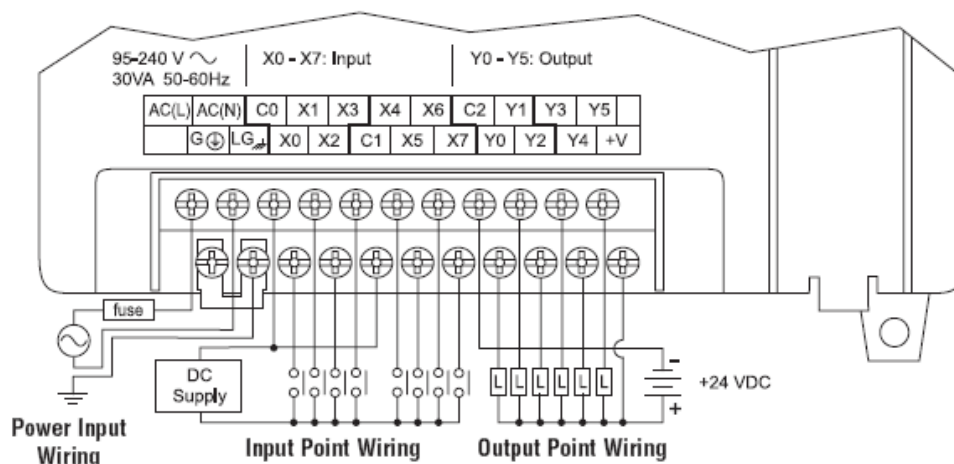 95-240 V ∿ X0 - X7: Input Y0 - Y5: Output
30VA 50-60Hz
AC(L) AC(N) C0 X1 X3 X4 X6 C2 Y1 Y3 Y5
G LG X0 X2 C1 X5 X7 Y0 Y2 Y4 +V
fuse
DC
Supply
L L L L L L
-
+24 VDC
+
Power Input
Wiring
Input Point Wiring
Output Point Wiring